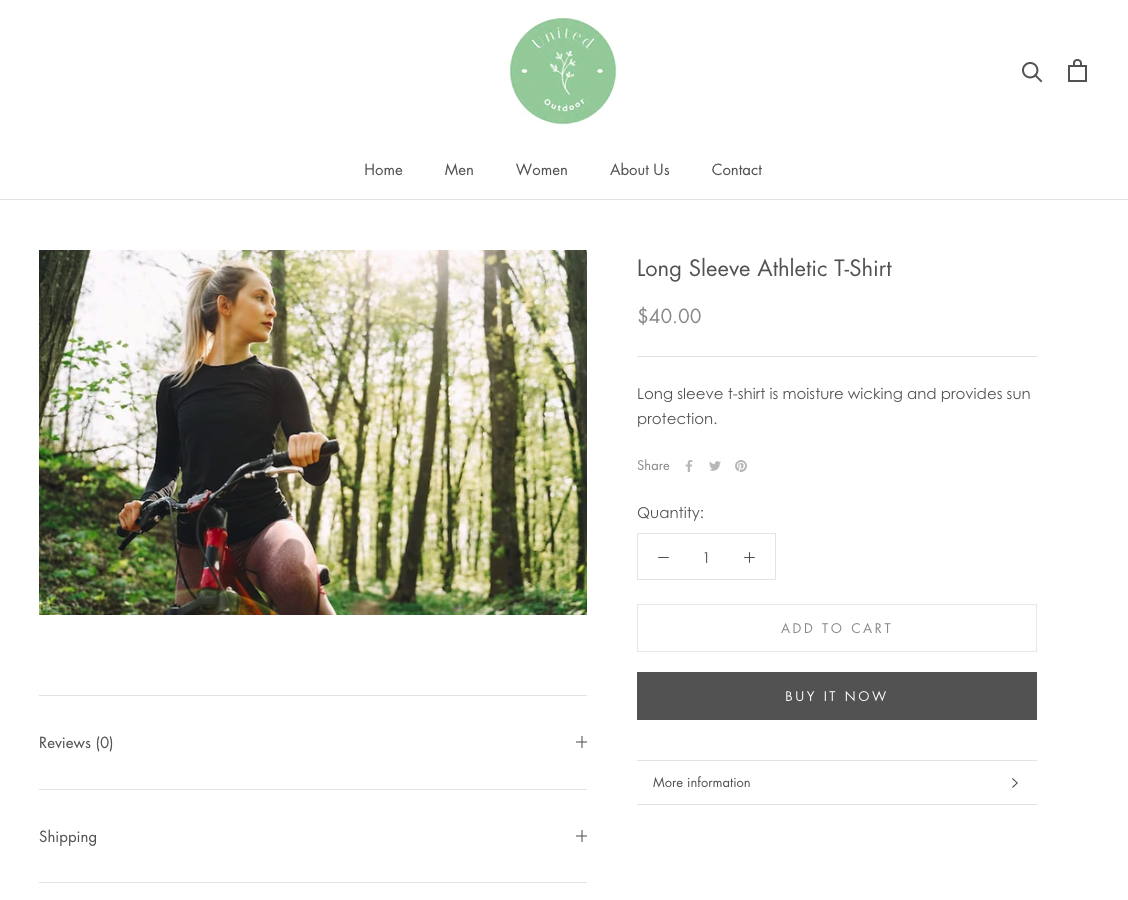 United
Outdoor
Home Men Women About Us Contact
Long Sleeve Athletic T-Shirt
$40.00
Long sleeve t-shirt is moisture wicking and provides sun
protection.
Share
Quantity:
1
ADD TO CART
BUY IT NOW
More information
Reviews (0)
Shipping